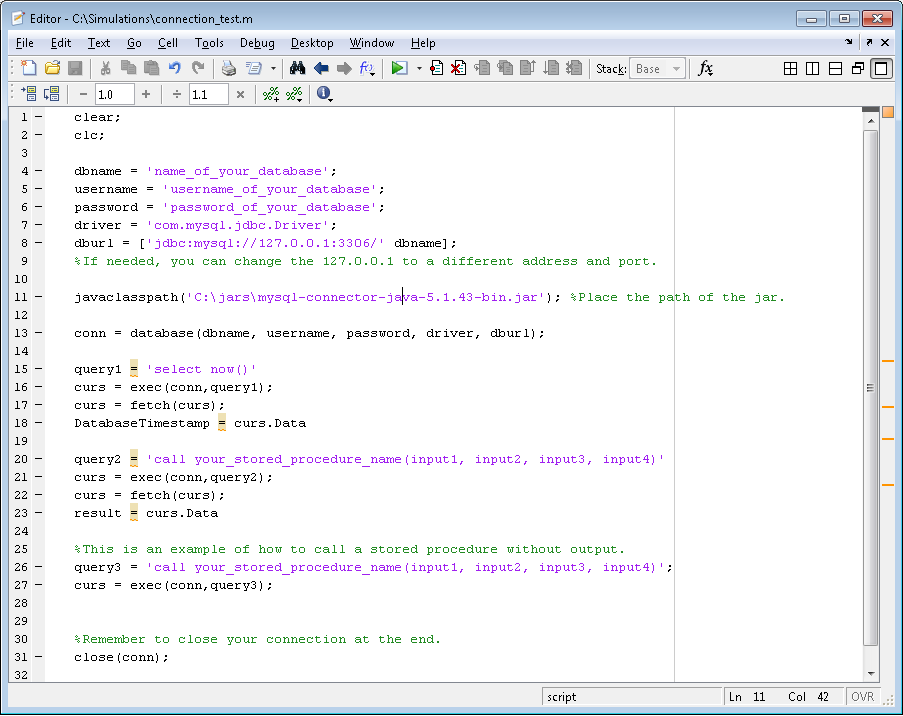 Editor - C:\Simulations\connection_test.m
File Edit Text Go Cell Tools Debug Desktop Window Help
Stack: Base fx
1.0 1.1
1 clear;
2 clc;
3
4 dbname = 'name_of_your_database';
5 username = 'username_of_your_database';
6 password = 'password_of_your_database';
7 driver = 'com.mysql.jdbc.Driver';
8 dburl = ['jdbc:mysql://127.0.0.1:3306/' dbname];
9 %If needed, you can change the 127.0.0.1 to a different address and port.
10
11 javaclasspath('C:\jars\mysql-connector-java-5.1.43-bin.jar'); %Place the path of the jar.
12
13 conn = database(dbname, username, password, driver, dburl);
14
15 query1 = 'select now()'
16 curs = exec(conn,query1);
17 curs = fetch(curs);
18 DatabaseTimestamp = curs.Data
19
20 query2 = 'call your_stored_procedure_name(input1, input2, input3, input4)'
21 curs = exec(conn,query2);
22 curs = fetch(curs);
23 result = curs.Data
24
25 %This is an example of how to call a stored procedure without output.
26 query3 = 'call your_stored_procedure_name(input1, input2, input3, input4)';
27 curs = exec(conn,query3);
28
29
30 %Remember to close your connection at the end.
31 close(conn);
32
script Ln 11 Col 42 OVR